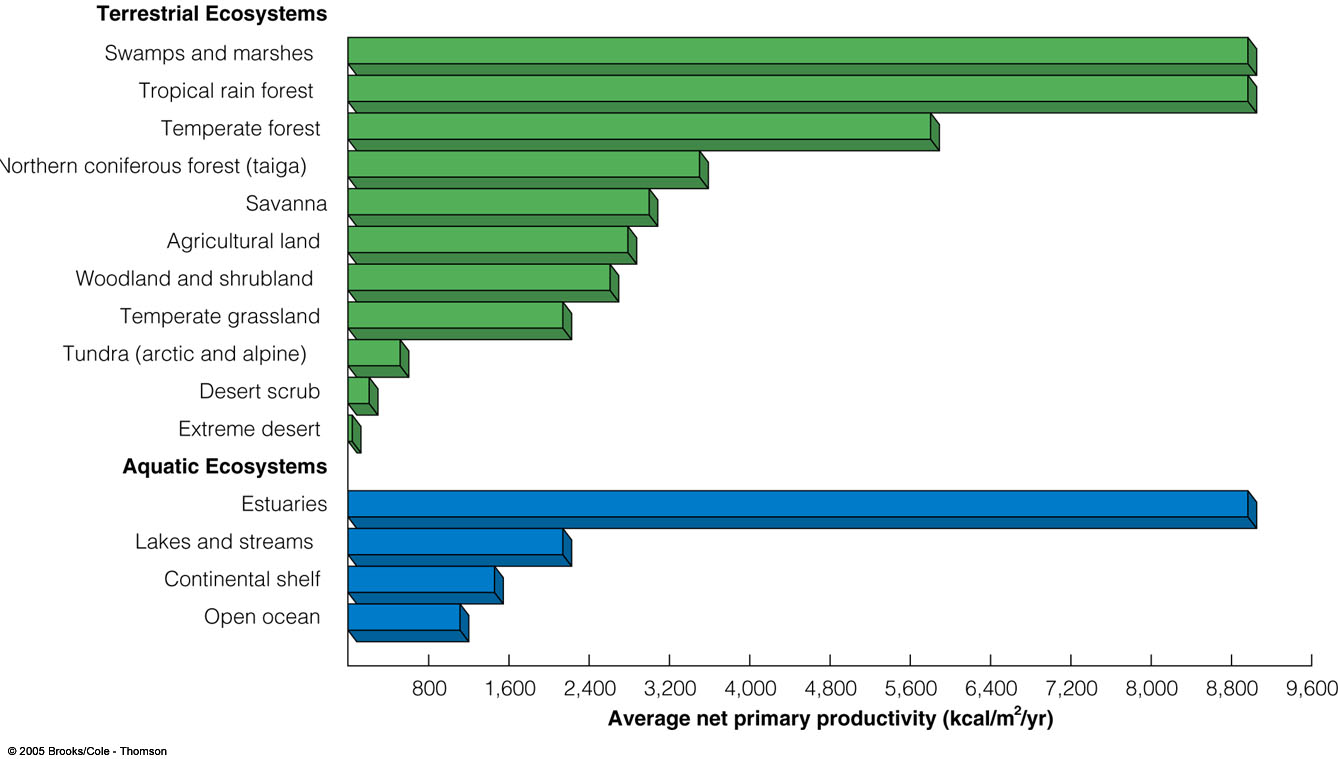 Terrestrial Ecosystems
Swamps and marshes
Tropical rain forest
Temperate forest
Northern coniferous forest (taiga)
Savanna
Agricultural land
Woodland and shrubland
Temperate grassland
Tundra (arctic and alpine)
Desert scrub
Extreme desert
Aquatic Ecosystems
Estuaries
Lakes and streams
Continental shelf
Open ocean
800 1,600 2,400 3,200 4,000 4,800 5,600 6,400 7,200 8,000 8,800 9,600
Average net primary productivity (kcal/m²/yr)
© 2005 Brooks/Cole - Thomson